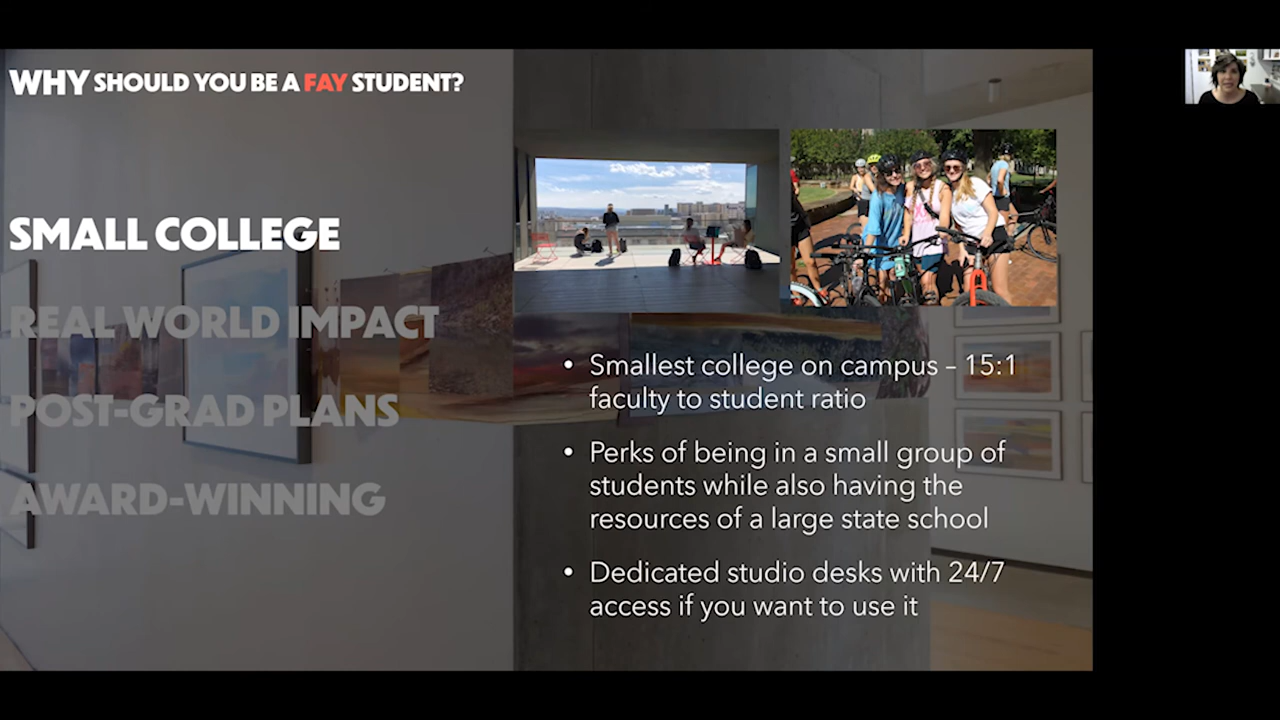 WHY SHOULD YOU BE A FAY STUDENT?
SMALL COLLEGE
REAL WORLD IMPACT
POST-GRAD PLANS
AWARD-WINNING
• Smallest college on campus – 15:1
faculty to student ratio
• Perks of being in a small group of
students while also having the
resources of a large state school
• Dedicated studio desks with 24/7
access if you want to use it